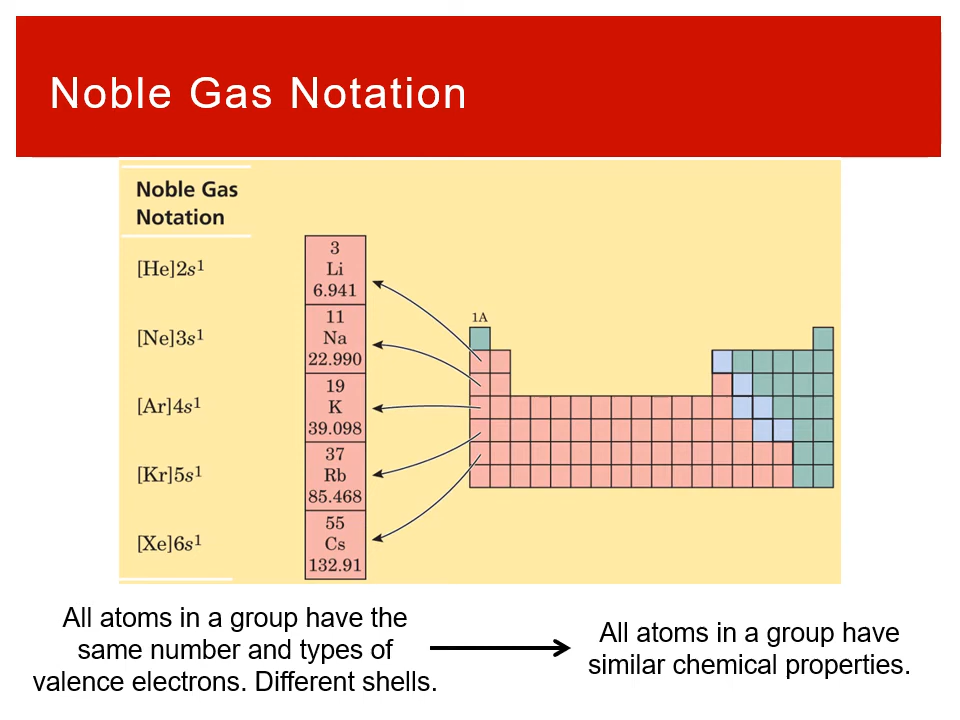 Noble Gas Notation
Noble Gas
Notation
[He]2s¹
[Ne]3s¹
[Ar]4s¹
[Kr]5s¹
[Xe]6s¹
3
Li
6.941
11
Na
22.990
19
K
39.098
37
Rb
85.468
55
Cs
132.91
1A
All atoms in a group have the
same number and types of
valence electrons. Different shells.
All atoms in a group have
similar chemical properties.